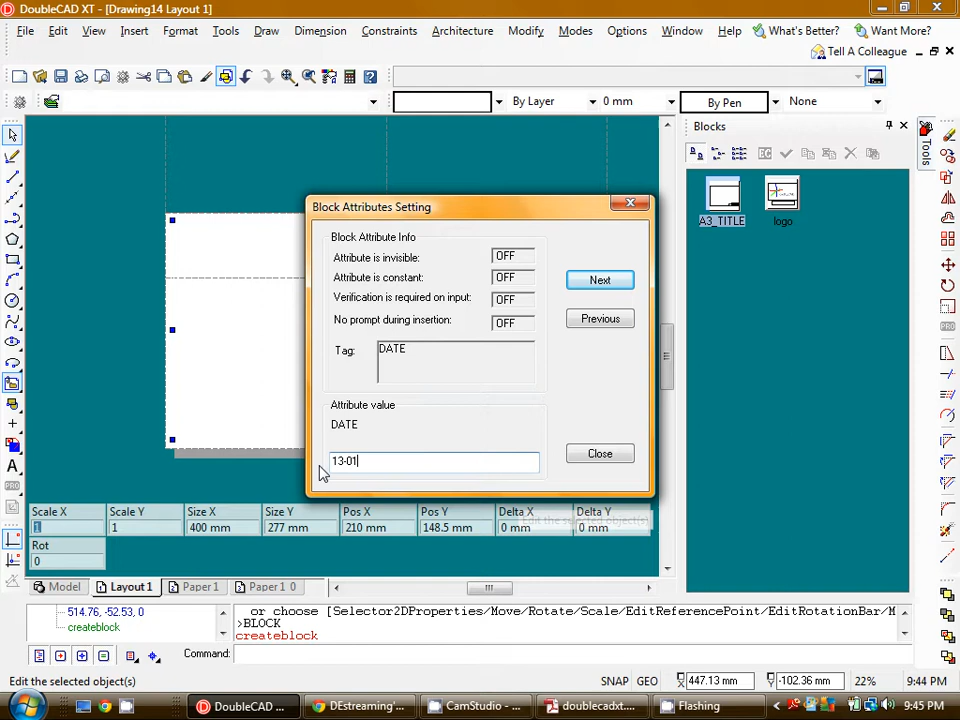 DoubleCAD XT - [Drawing14 Layout 1]
File Edit View Insert Format Tools Draw Dimension Constraints Architecture Modify Modes Options Window Help What's Better? Want More?
Tell A Colleague
By Layer 0 mm By Pen None
Blocks
Tools
A3_TITLE logo
PRO
Block Attributes Setting
Block Attribute Info
Attribute is invisible: OFF
Attribute is constant: OFF
Verification is required on input: OFF
No prompt during insertion: OFF
Tag: DATE
Next
Previous
Attribute value
DATE
13-01
Close
Scale X Scale Y Size X Size Y Pos X Pos Y Delta X Delta Y
1 1 400 mm 277 mm 210 mm 148.5 mm 0 mm 0 mm
Edit the selected object(s)
Rot
0
Model Layout 1 Paper 1 Paper 1 0
514.76, -52.53, 0
createblock
or choose [Selector2DProperties/Move/Rotate/Scale/EditReferencePoint/EditRotationBar/M
>BLOCK
createblock
Command:
Edit the selected object(s)
SNAP GEO 447.13 mm -102.36 mm 22% 9:44 PM
DoubleCAD ... DEstreaming'... CamStudio - ... doublecadxt.... Flashing 9:45 PM